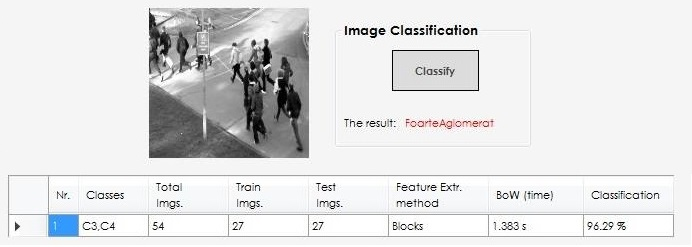 Image Classification
Classify
The result: FoarteAglomerat
Nr. Classes Total Imgs. Train Imgs. Test Imgs. Feature Extr. method BoW (time) Classification
1 C3,C4 54 27 27 Blocks 1.383 s 96.29 %